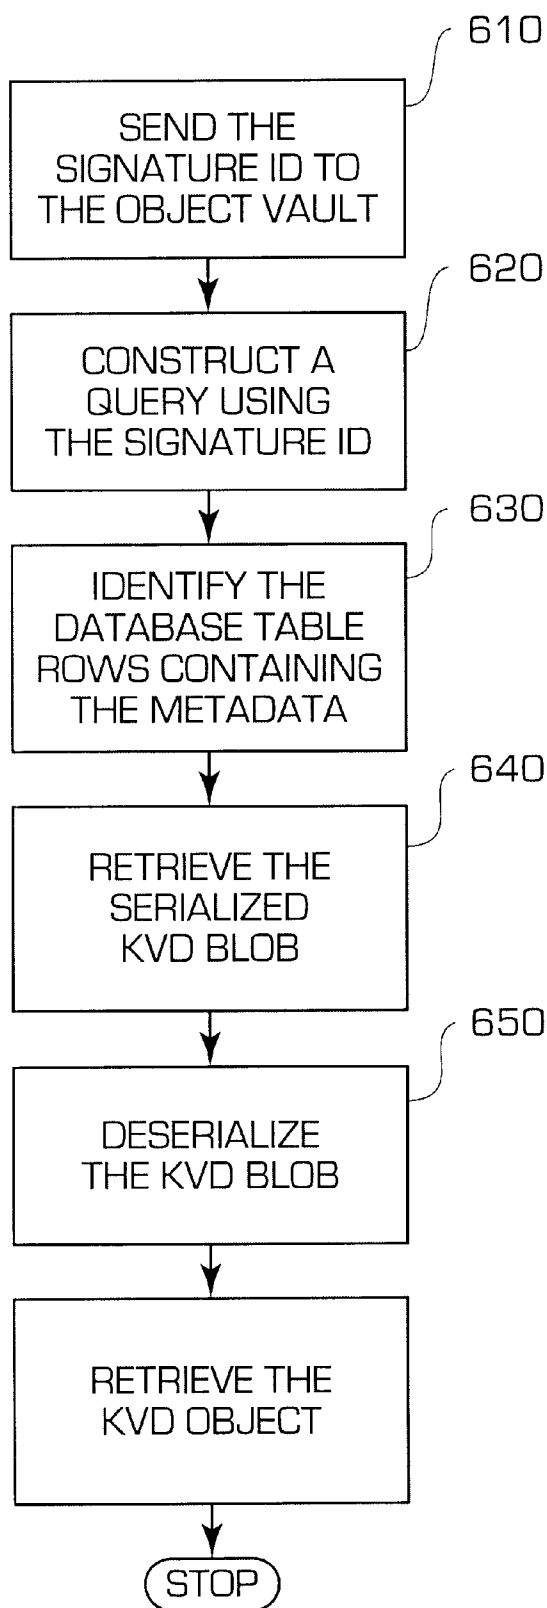 610
SEND THE
SIGNATURE ID TO
THE OBJECT VAULT
620
CONSTRUCT A
QUERY USING
THE SIGNATURE ID
630
IDENTIFY THE
DATABASE TABLE
ROWS CONTAINING
THE METADATA
640
RETRIEVE THE
SERIALIZED
KVD BLOB
650
DESERIALIZE
THE KVD BLOB
RETRIEVE THE
KVD OBJECT
STOP